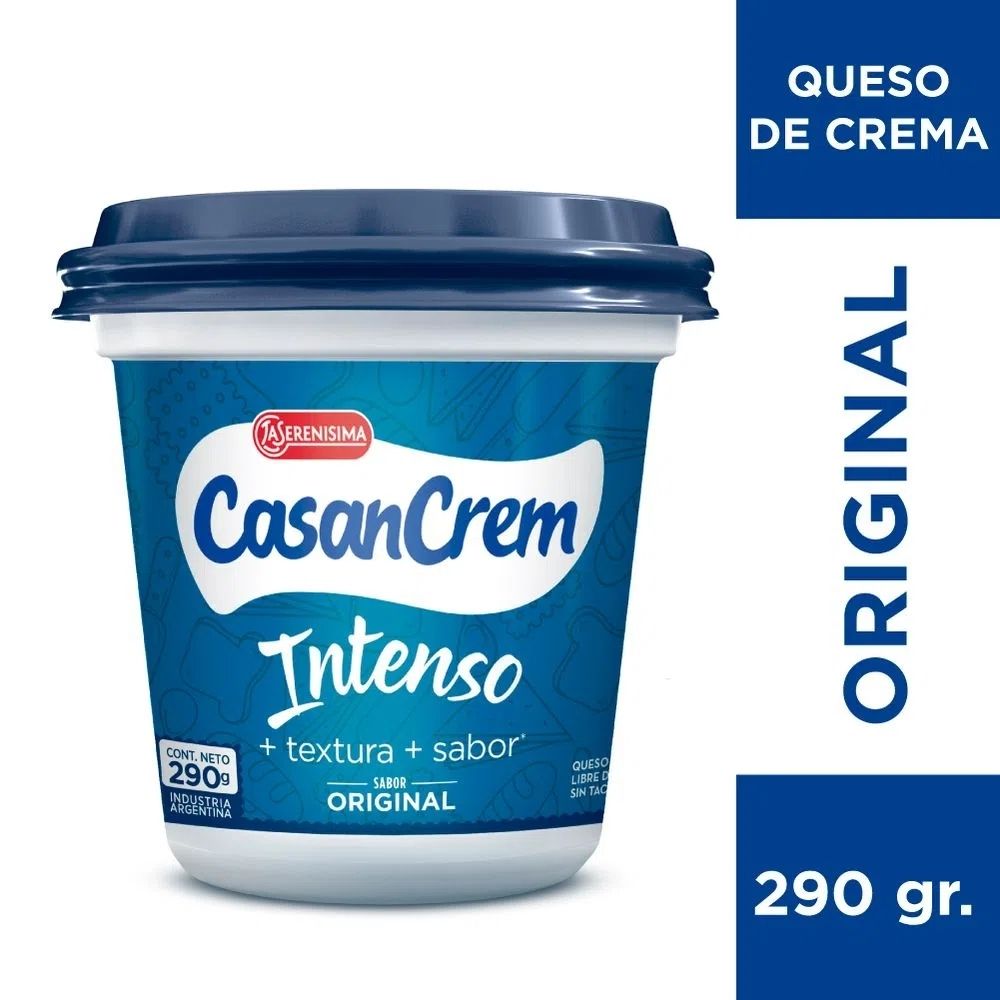 QUESO
DE CREMA
ORIGINAL
290 gr.
LA SERENISIMA
CasanCrem
Intenso
+ textura + sabor*
SABOR
ORIGINAL
CONT. NETO
290g
INDUSTRIA
ARGENTINA
QUESO
LIBRE
SIN